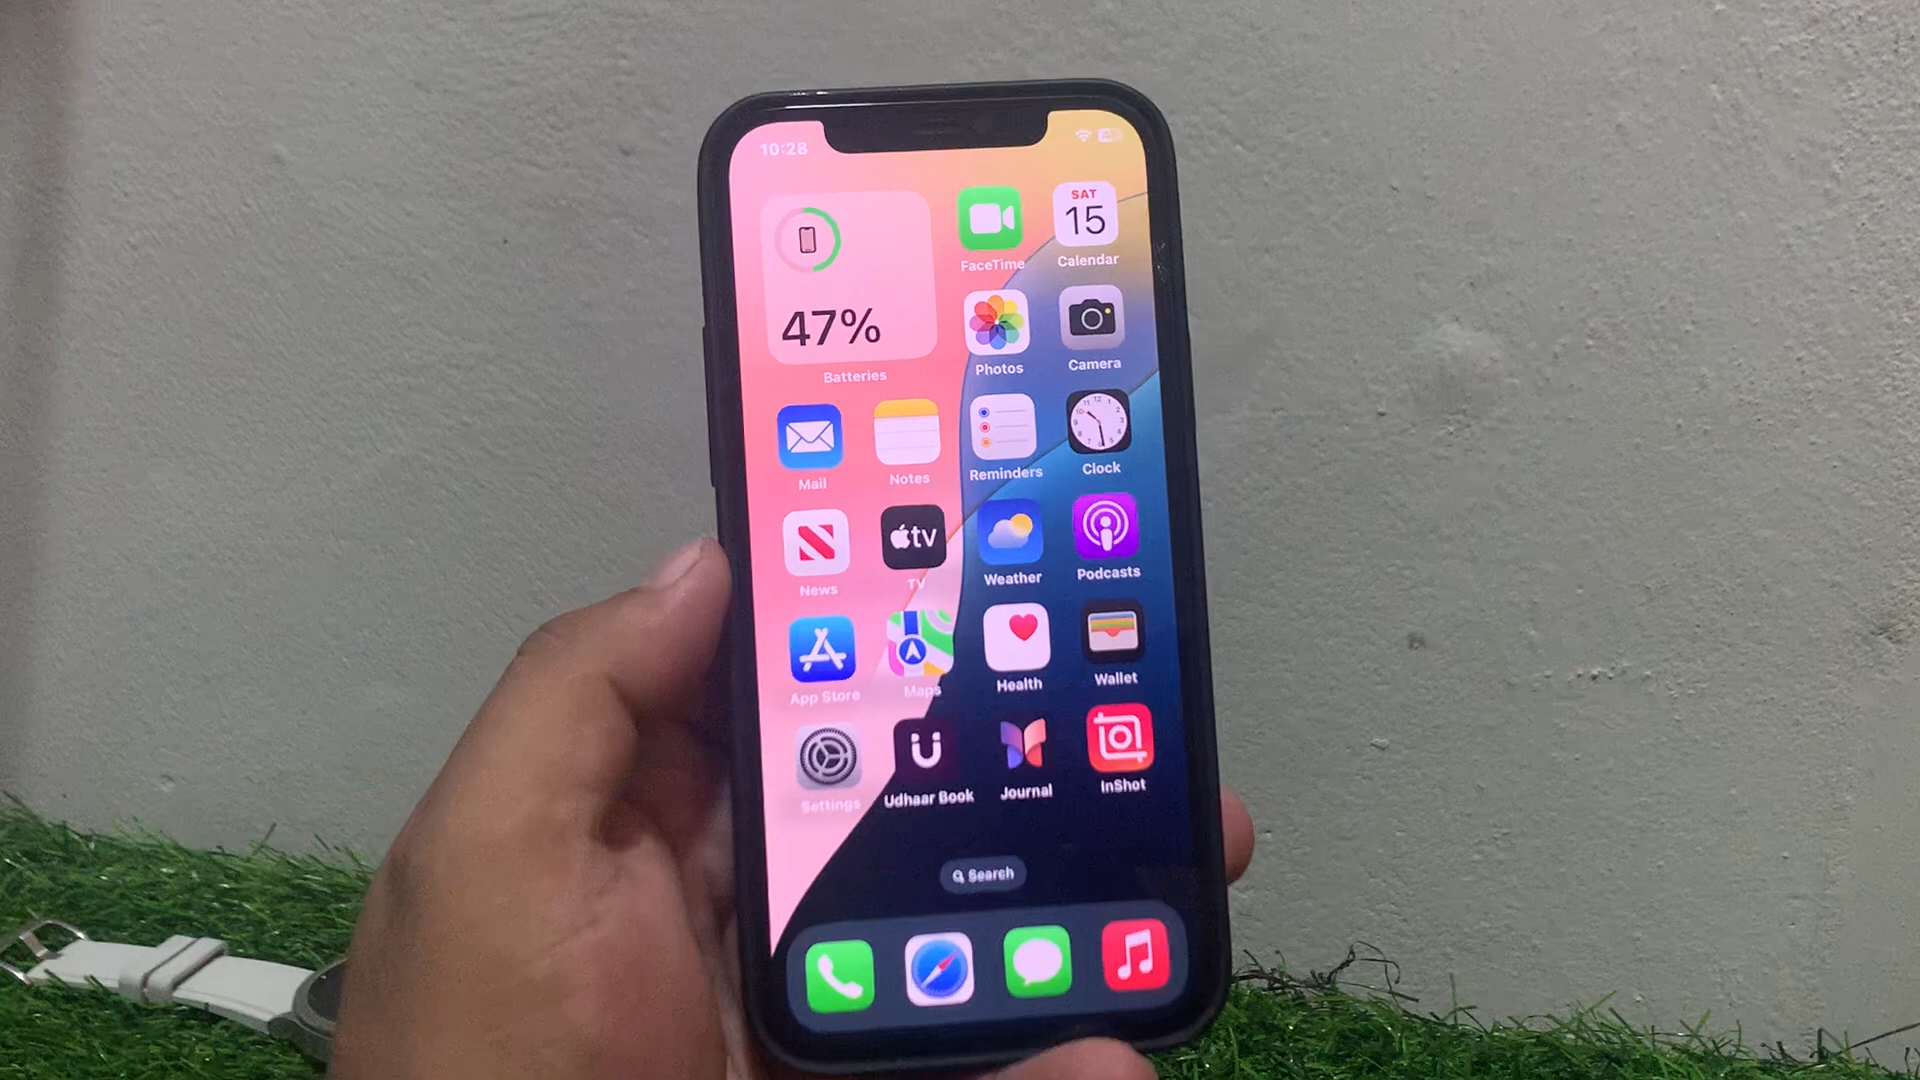 10:28
47%
Batteries
FaceTime
SAT
15
Calendar
Photos
Camera
Mail
Notes
Reminders
Clock
News
tv
TV
Weather
Podcasts
App Store
Maps
Health
Wallet
Settings
Udhaar Book
Journal
InShot
Search